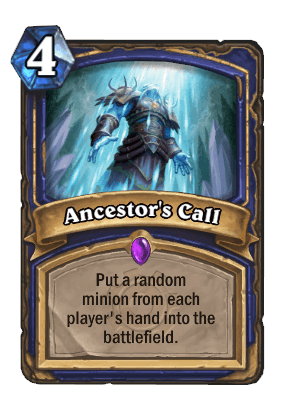 4
Ancestor's Call
Put a random
minion from each
player's hand into the
battlefield.